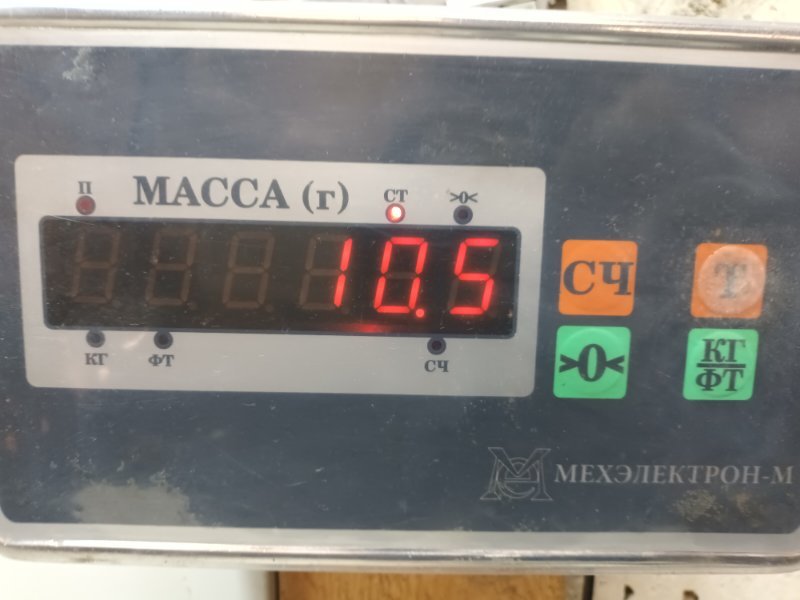 П МАССА (г) СТ >0<
10.5
КГ ФТ СЧ
СЧ Т
>0< КГ/ФТ
МЕХЭЛЕКТРОН-М